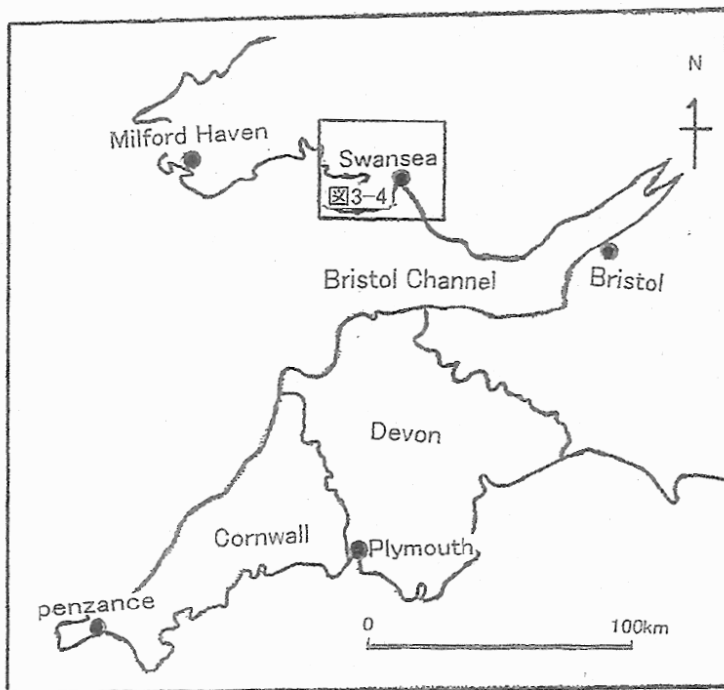 N
Milford Haven
Swansea
図3-4
Bristol Channel
Bristol
Devon
Cornwall
Plymouth
penzance
0 100km